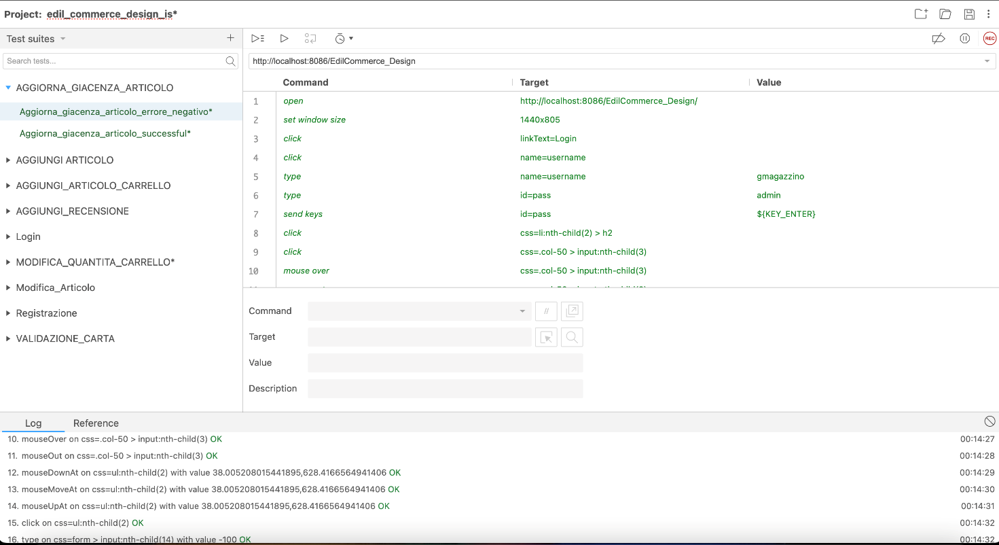 Project: edil_commerce_design_is*
Test suites
Search tests...
AGGIORNA_GIACENZA_ARTICOLO
Aggiorna_giacenza_articolo_errore_negativo*
Aggiorna_giacenza_articolo_successful*
AGGIUNGI ARTICOLO
AGGIUNGI_ARTICOLO_CARRELLO
AGGIUNGI_RECENSIONE
Login
MODIFICA_QUANTITA_CARRELLO*
Modifica_Articolo
Registrazione
VALIDAZIONE_CARTA
REC
http://localhost:8086/EdilCommerce_Design
Command Target Value
1 open http://localhost:8086/EdilCommerce_Design/
2 set window size 1440x805
3 click linkText=Login
4 click name=username
5 type name=username gmagazzino
6 type id=pass admin
7 send keys id=pass ${KEY_ENTER}
8 click css=li:nth-child(2) > h2
9 click css=.col-50 > input:nth-child(3)
10 mouse over css=.col-50 > input:nth-child(3)
Command //
Target
Value
Description
Log Reference
10. mouseOver on css=.col-50 > input:nth-child(3) OK 00:14:27
11. mouseOut on css=.col-50 > input:nth-child(3) OK 00:14:28
12. mouseDownAt on css=ul:nth-child(2) with value 38.005208015441895,628.4166564941406 OK 00:14:29
13. mouseMoveAt on css=ul:nth-child(2) with value 38.005208015441895,628.4166564941406 OK 00:14:30
14. mouseUpAt on css=ul:nth-child(2) with value 38.005208015441895,628.4166564941406 OK 00:14:31
15. click on css=ul:nth-child(2) OK 00:14:32
16. type on css=form > input:nth-child(14) with value -100 OK 00:14:32